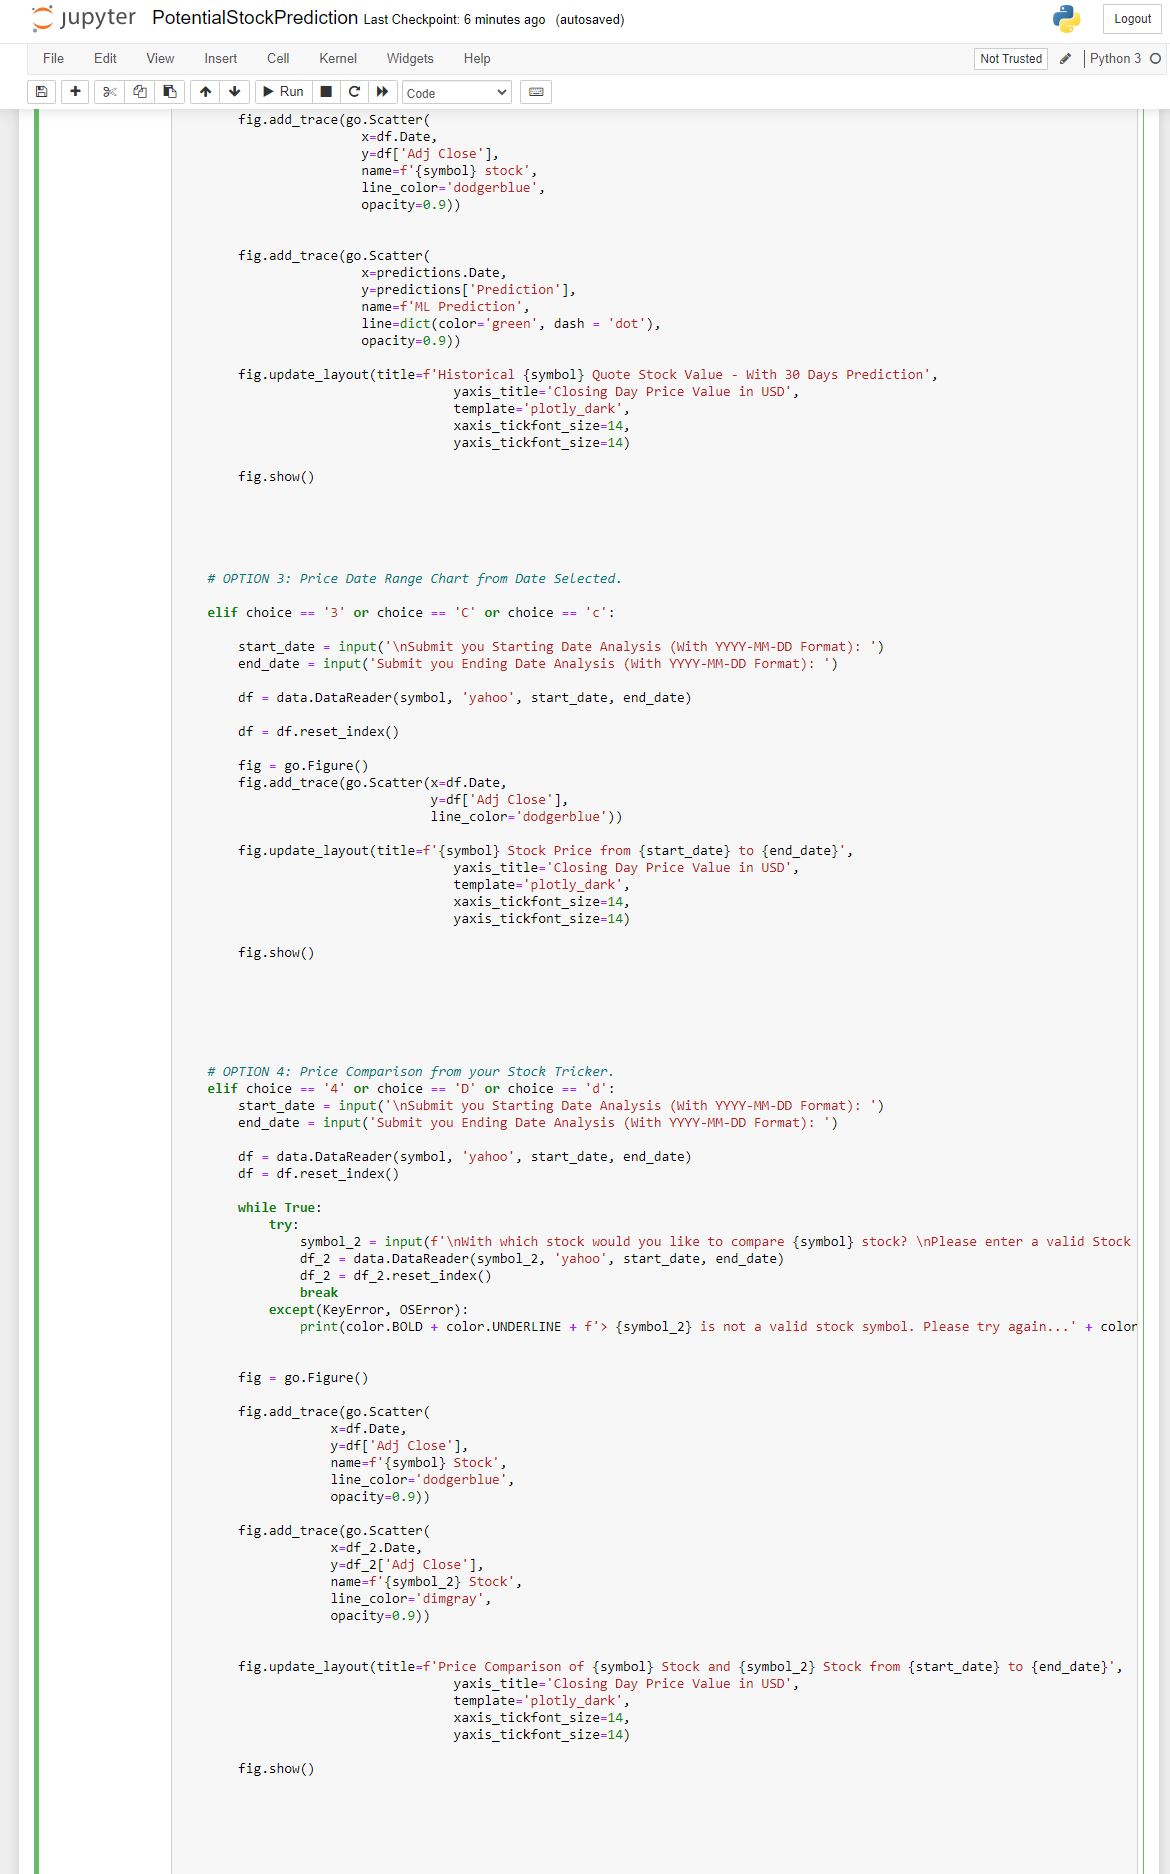 jupyter PotentialStockPrediction Last Checkpoint: 6 minutes ago (autosaved) Logout
File Edit View Insert Cell Kernel Widgets Help Not Trusted Python 3
Run Code
fig.add_trace(go.Scatter(
x=df.Date,
y=df['Adj Close'],
name=f'{symbol} stock',
line_color='dodgerblue',
opacity=0.9))
fig.add_trace(go.Scatter(
x=predictions.Date,
y=predictions['Prediction'],
name=f'ML Prediction',
line=dict(color='green', dash = 'dot'),
opacity=0.9))
fig.update_layout(title=f'Historical {symbol} Quote Stock Value - With 30 Days Prediction',
yaxis_title='Closing Day Price Value in USD',
template='plotly_dark',
xaxis_tickfont_size=14,
yaxis_tickfont_size=14)
fig.show()
# OPTION 3: Price Date Range Chart from Date Selected.
elif choice == '3' or choice == 'C' or choice == 'c':
start_date = input('\nSubmit you Starting Date Analysis (With YYYY-MM-DD Format): ')
end_date = input('Submit you Ending Date Analysis (With YYYY-MM-DD Format): ')
df = data.DataReader(symbol, 'yahoo', start_date, end_date)
df = df.reset_index()
fig = go.Figure()
fig.add_trace(go.Scatter(x=df.Date,
y=df['Adj Close'],
line_color='dodgerblue'))
fig.update_layout(title=f'{symbol} Stock Price from {start_date} to {end_date}',
yaxis_title='Closing Day Price Value in USD',
template='plotly_dark',
xaxis_tickfont_size=14,
yaxis_tickfont_size=14)
fig.show()
# OPTION 4: Price Comparison from your Stock Tricker.
elif choice == '4' or choice == 'D' or choice == 'd':
start_date = input('\nSubmit you Starting Date Analysis (With YYYY-MM-DD Format): ')
end_date = input('Submit you Ending Date Analysis (With YYYY-MM-DD Format): ')
df = data.DataReader(symbol, 'yahoo', start_date, end_date)
df = df.reset_index()
while True:
try:
symbol_2 = input(f'\nWith which stock would you like to compare {symbol} stock? \nPlease enter a valid Stock
df_2 = data.DataReader(symbol_2, 'yahoo', start_date, end_date)
df_2 = df_2.reset_index()
break
except(KeyError, OSError):
print(color.BOLD + color.UNDERLINE + f'> {symbol_2} is not a valid stock symbol. Please try again...' + color
fig = go.Figure()
fig.add_trace(go.Scatter(
x=df.Date,
y=df['Adj Close'],
name=f'{symbol} Stock',
line_color='dodgerblue',
opacity=0.9))
fig.add_trace(go.Scatter(
x=df_2.Date,
y=df_2['Adj Close'],
name=f'{symbol_2} Stock',
line_color='dimgray',
opacity=0.9))
fig.update_layout(title=f'Price Comparison of {symbol} Stock and {symbol_2} Stock from {start_date} to {end_date}',
yaxis_title='Closing Day Price Value in USD',
template='plotly_dark',
xaxis_tickfont_size=14,
yaxis_tickfont_size=14)
fig.show()